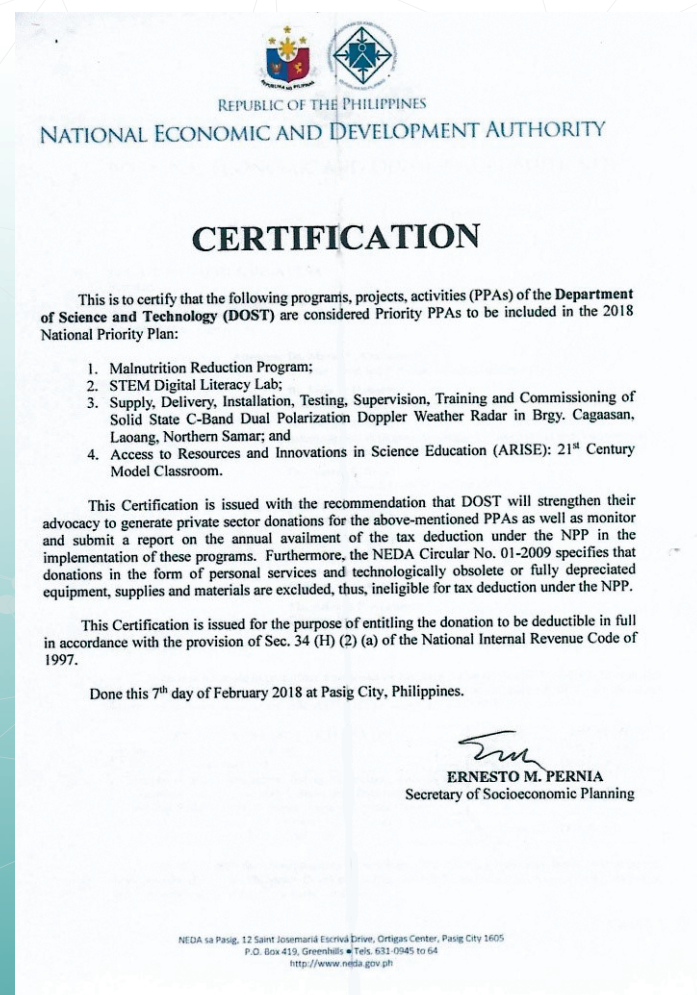 REPUBLIC OF THE PHILIPPINES
NATIONAL ECONOMIC AND DEVELOPMENT AUTHORITY
CERTIFICATION
This is to certify that the following programs, projects, activities (PPAs) of the Department
of Science and Technology (DOST) are considered Priority PPAs to be included in the 2018
National Priority Plan:
1. Malnutrition Reduction Program;
2. STEM Digital Literacy Lab;
3. Supply, Delivery, Installation, Testing, Supervision, Training and Commissioning of
Solid State C-Band Dual Polarization Doppler Weather Radar in Brgy. Cagaasan,
Laoang, Northern Samar; and
4. Access to Resources and Innovations in Science Education (ARISE): 21st Century
Model Classroom.
This Certification is issued with the recommendation that DOST will strengthen their
advocacy to generate private sector donations for the above-mentioned PPAs as well as monitor
and submit a report on the annual availment of the tax deduction under the NPP in the
implementation of these programs. Furthermore, the NEDA Circular No. 01-2009 specifies that
donations in the form of personal services and technologically obsolete or fully depreciated
equipment, supplies and materials are excluded, thus, ineligible for tax deduction under the NPP.
This Certification is issued for the purpose of entitling the donation to be deductible in full
in accordance with the provision of Sec. 34 (H) (2) (a) of the National Internal Revenue Code of
1997.
Done this 7th day of February 2018 at Pasig City, Philippines.
ERNESTO M. PERNIA
Secretary of Socioeconomic Planning
NEDA sa Pasig, 12 Saint Josemaría Escrivá Drive, Ortigas Center, Pasig City 1605
P.O. Box 419, Greenhills • Tels. 631-0945 to 64
http://www.neda.gov.ph